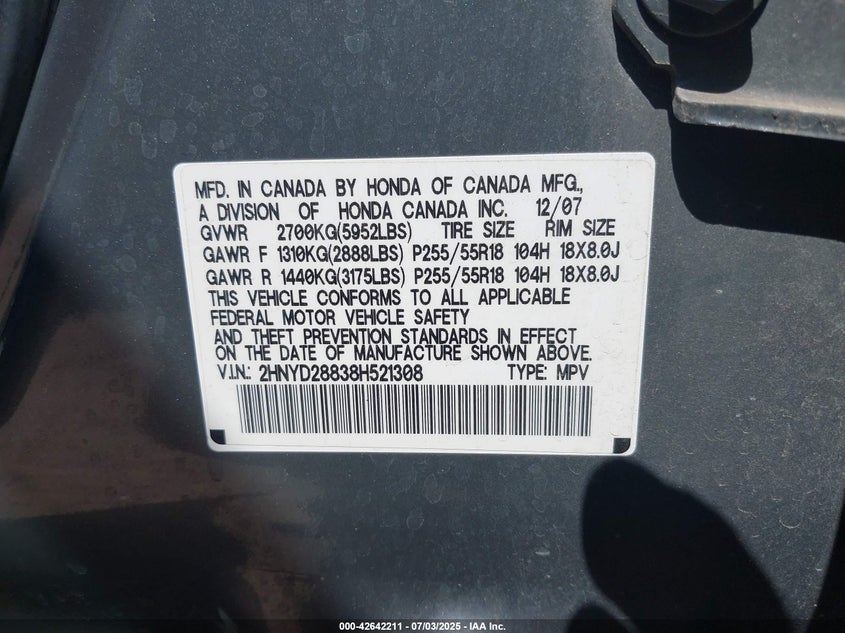 MFD. IN CANADA BY HONDA OF CANADA MFG.,
A DIVISION OF HONDA CANADA INC. 12/07
GVWR 2700KG(5952LBS) TIRE SIZE RIM SIZE
GAWR F 1310KG(2888LBS) P255/55R18 104H 18X8.0J
GAWR R 1440KG(3175LBS) P255/55R18 104H 18X8.0J
THIS VEHICLE CONFORMS TO ALL APPLICABLE
FEDERAL MOTOR VEHICLE SAFETY
AND THEFT PREVENTION STANDARDS IN EFFECT
ON THE DATE OF MANUFACTURE SHOWN ABOVE.
V.I.N.: 2HNYD28838H521308 TYPE: MPV
000-42642211 - 07/03/2025 - IAA Inc.